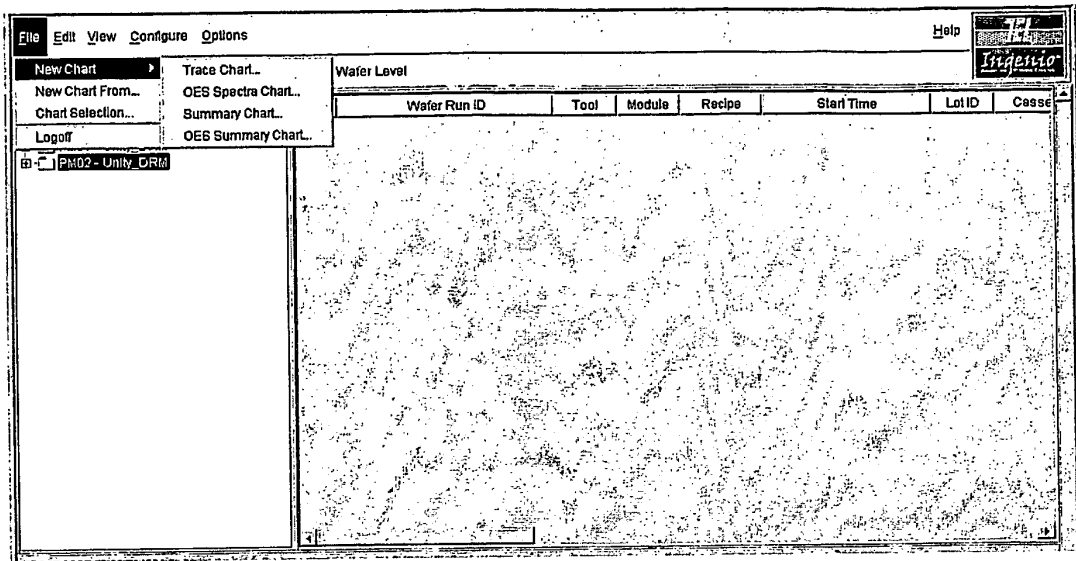 File Edit View Configure Options Help
TEL
Ingenio
New Chart Trace Chart... Wafer Level
New Chart From... OES Spectra Chart...
Chart Selection... Summary Chart...
Logoff OES Summary Chart...
Wafer Run ID Tool Module Recipe Start Time Lot ID Casse
PM02 - Unity_DRM